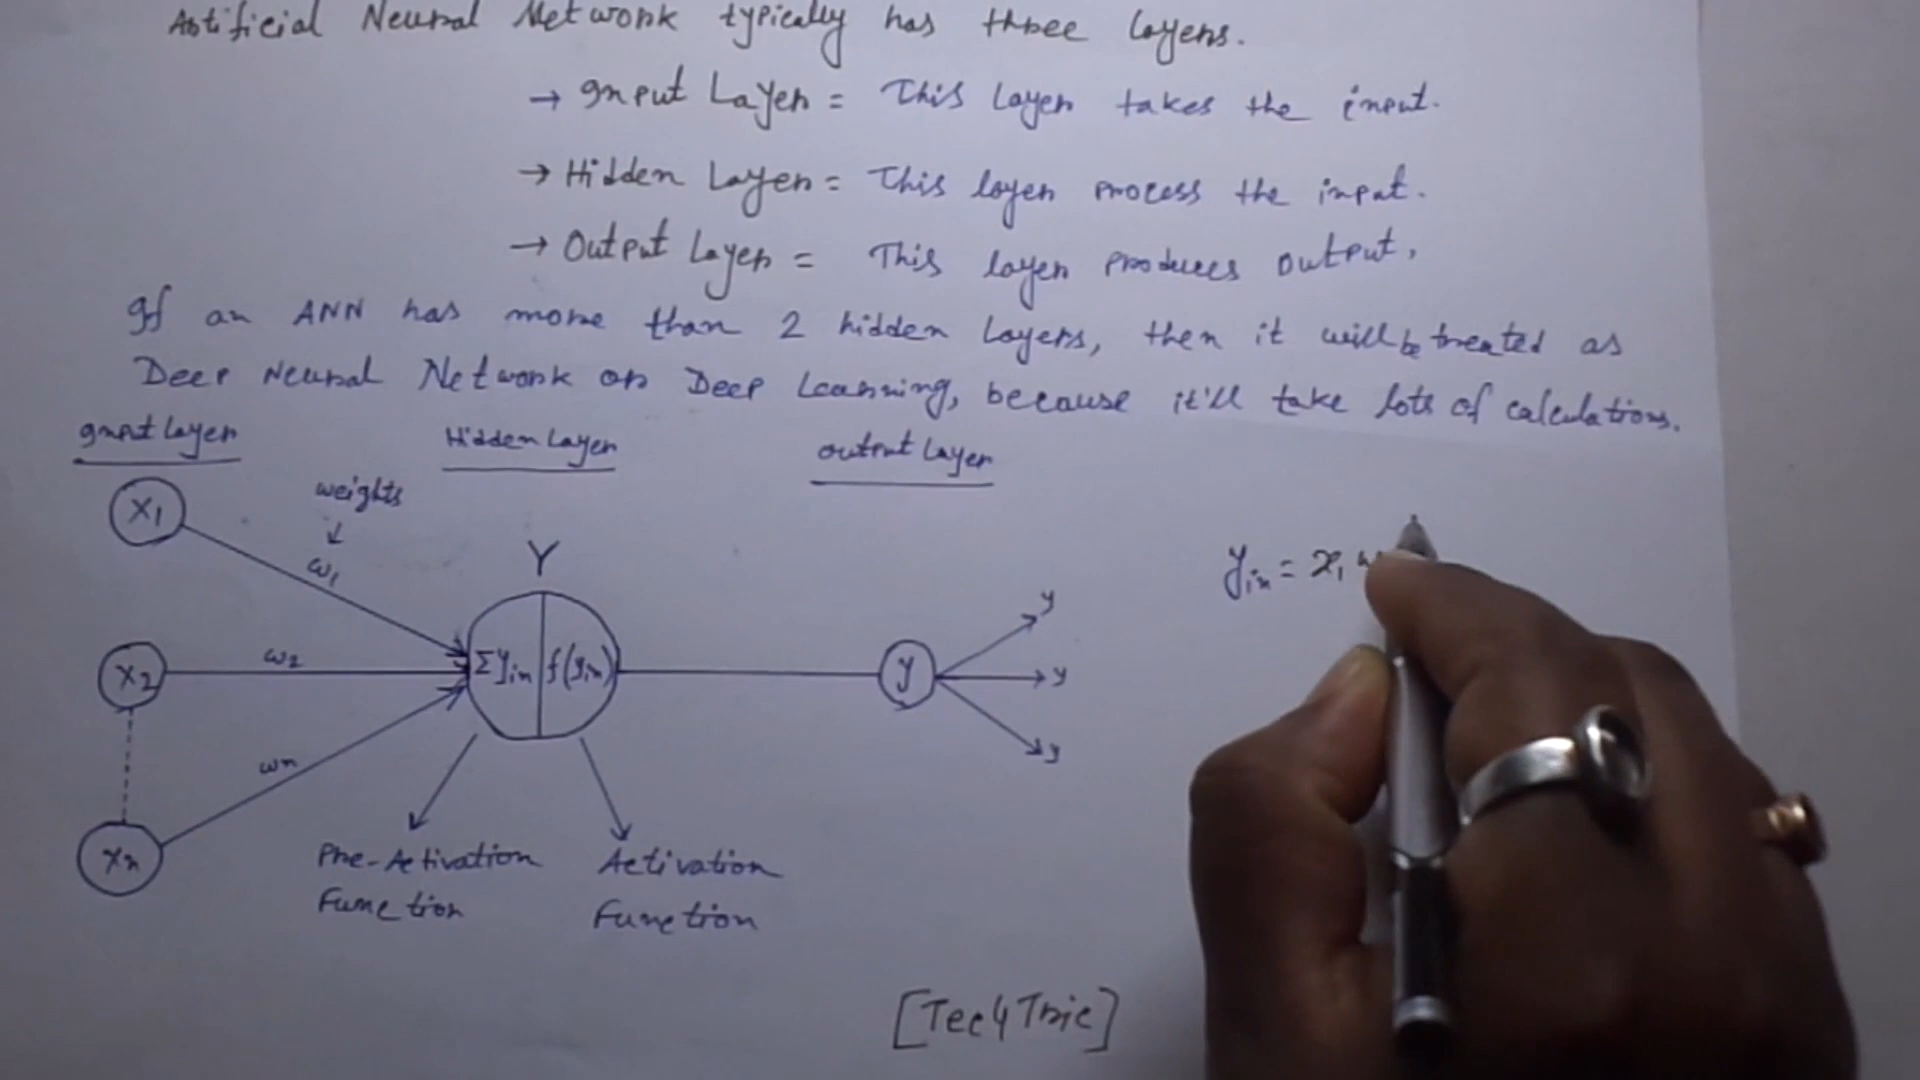 Artificial Neural Network typically has three layers.
→ Input Layer = This layer takes the input.
→ Hidden Layer = This layer process the input.
→ Output Layer = This layer produces output.
If an ANN has more than 2 hidden layers, then it will be treated as
Deep Neural Network or Deep Learning, because it'll take lots of calculations.
Input Layer
Hidden Layer
output layer
weights
↓
X1
w1
Y
X2
w2
Σyin
f(yin)
y
y
y
y
wn
Xn
yin = x1 w
Pre-Activation
Function
Activation
Function
[Tec4Tric]